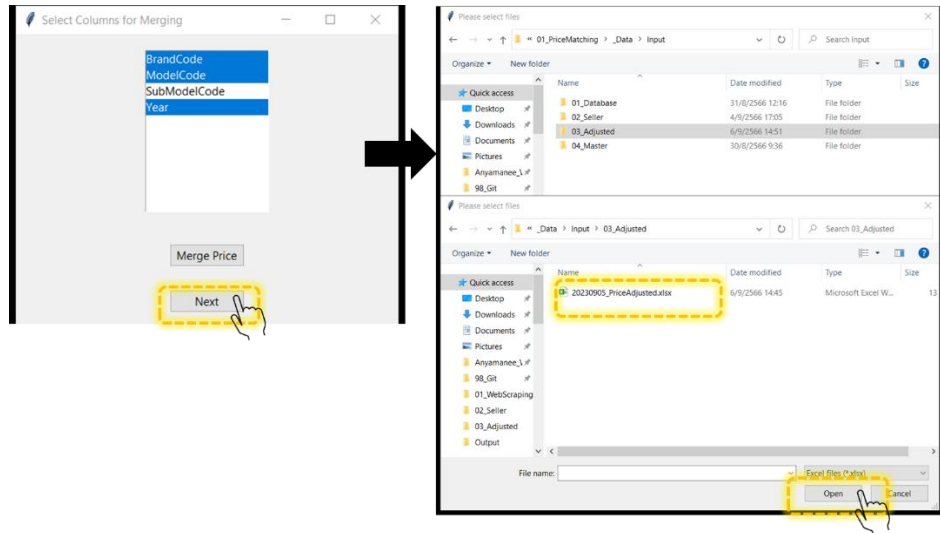 Select Columns for Merging
BrandCode
ModelCode
SubModelCode
Year
Merge Price
Next
Please select files
« 01_PriceMatching > _Data > Input
Search Input
Organize
New folder
Name Date modified Type Size
Quick access
Desktop
Downloads
Documents
Pictures
98_Git
01_Database 31/8/2566 12:16 File folder
02_Seller 4/9/2566 17:05 File folder
03_Adjusted 6/9/2566 14:51 File folder
04_Master 30/8/2566 9:36 File folder
Please select files
« _Data > Input > 03_Adjusted
Search 03_Adjusted
Organize
New folder
Name Date modified Type Size
20230905_PriceAdjusted.xlsx 6/9/2566 14:45 Microsoft Excel W... 13
Quick access
Desktop
Downloads
Documents
Pictures
98_Git
01_WebScraping
02_Seller
03_Adjusted
Output
File name:
Excel files (*.xlsx)
Open
Cancel